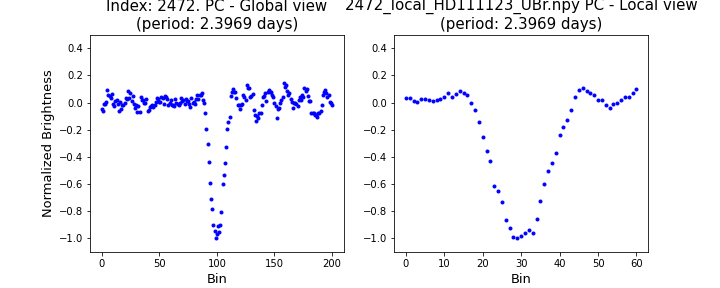 Index: 2472. PC - Global view
(period: 2.3969 days)
2472_local_HD111123_UBr.npy PC - Local view
(period: 2.3969 days)
Normalized Brightness
0.4
0.2
0.0
−0.2
−0.4
−0.6
−0.8
−1.0
0 50 100 150 200
Bin
0.4
0.2
0.0
−0.2
−0.4
−0.6
−0.8
−1.0
0 10 20 30 40 50 60
Bin